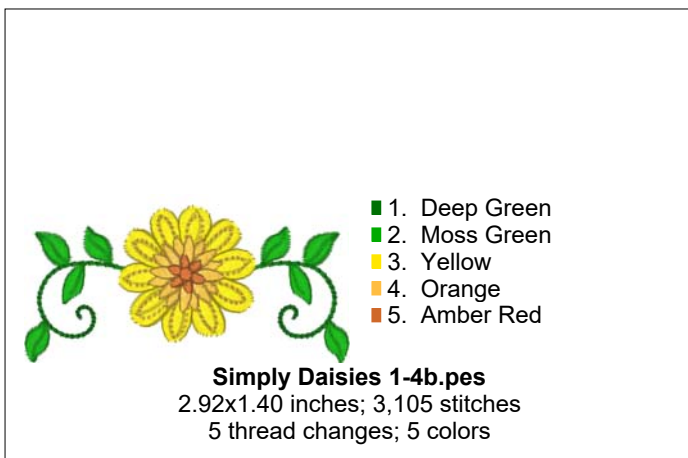 1. Deep Green
2. Moss Green
3. Yellow
4. Orange
5. Amber Red
Simply Daisies 1-4b.pes
2.92x1.40 inches; 3,105 stitches
5 thread changes; 5 colors